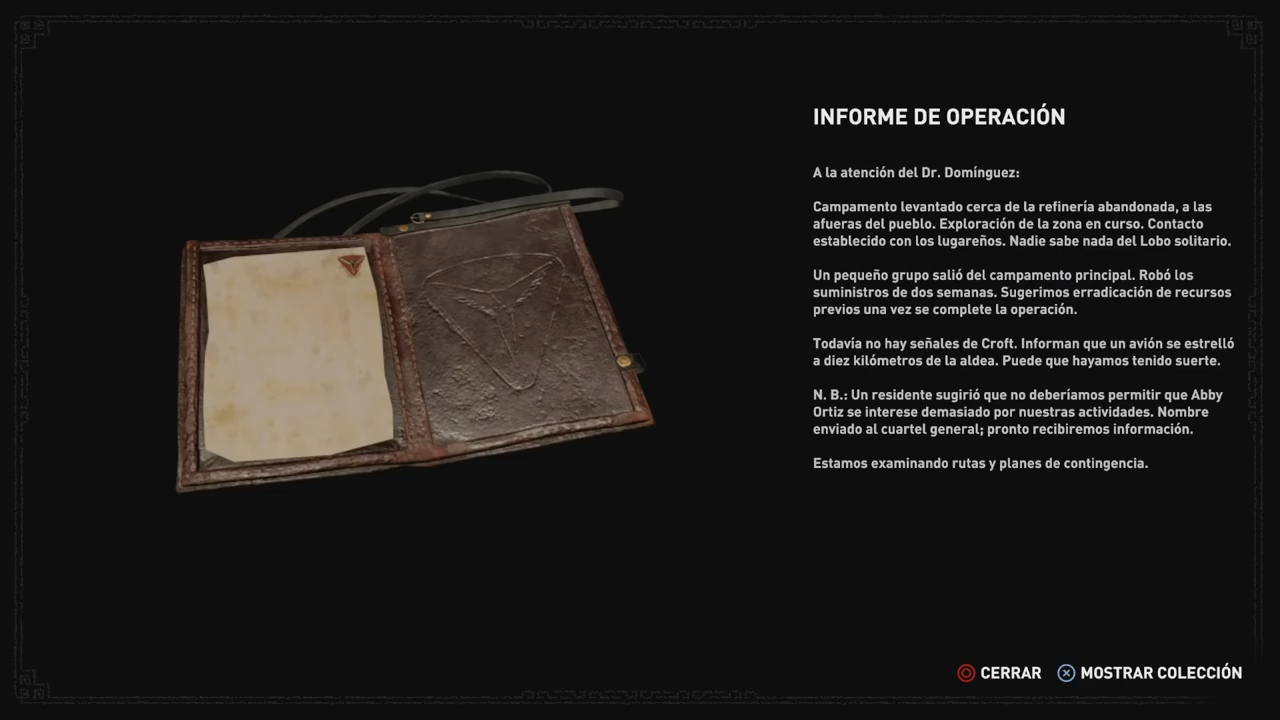 INFORME DE OPERACIÓN
A la atención del Dr. Domínguez:
Campamento levantado cerca de la refinería abandonada, a las
afueras del pueblo. Exploración de la zona en curso. Contacto
establecido con los lugareños. Nadie sabe nada del Lobo solitario.
Un pequeño grupo salió del campamento principal. Robó los
suministros de dos semanas. Sugerimos erradicación de recursos
previos una vez se complete la operación.
Todavía no hay señales de Croft. Informan que un avión se estrelló
a diez kilómetros de la aldea. Puede que hayamos tenido suerte.
N. B.: Un residente sugirió que no deberíamos permitir que Abby
Ortiz se interese demasiado por nuestras actividades. Nombre
enviado al cuartel general; pronto recibiremos información.
Estamos examinando rutas y planes de contingencia.
CERRAR
MOSTRAR COLECCIÓN